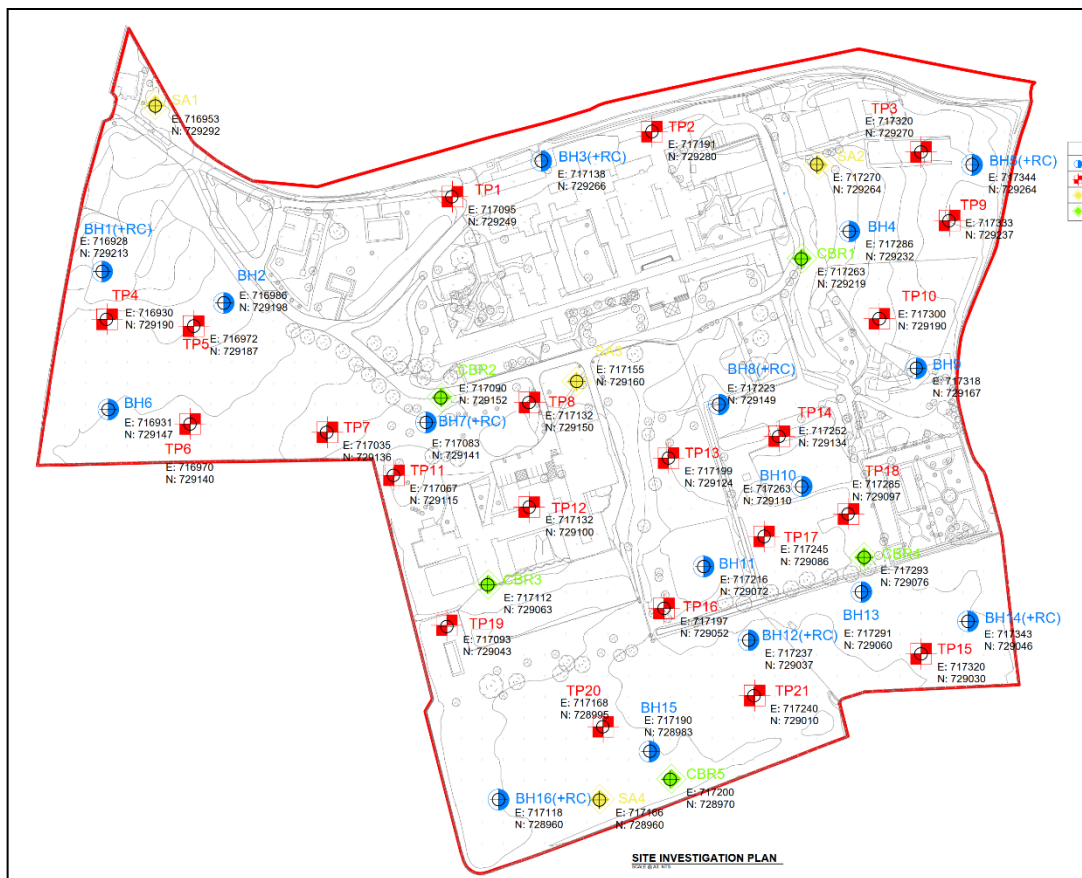 SA1
E: 716953
N: 729292
TP2
E: 717191
N: 729280
TP3
E: 717320
N: 729270
BH3(+RC)
E: 717138
N: 729266
SA2
E: 717270
N: 729264
BH5(+RC)
E: 717344
N: 729264
TP1
E: 717095
N: 729249
TP9
E: 717333
N: 729237
BH1(+RC)
E: 716928
N: 729213
BH4
E: 717286
N: 729232
CBR1
E: 717263
N: 729219
BH2
E: 716986
N: 729198
TP4
E: 716930
N: 729190
TP5
E: 716972
N: 729187
TP10
E: 717300
N: 729190
SA3
E: 717155
N: 729160
CBR2
E: 717090
N: 729152
BH8(+RC)
E: 717223
N: 729149
BH9
E: 717318
N: 729167
BH6
E: 716931
N: 729147
TP8
E: 717132
N: 729150
BH7(+RC)
E: 717083
N: 729141
TP14
E: 717252
N: 729134
TP6
E: 716970
N: 729140
TP7
E: 717035
N: 729136
TP13
E: 717199
N: 729124
TP11
E: 717067
N: 729115
BH10
E: 717263
N: 729110
TP18
E: 717285
N: 729097
TP12
E: 717132
N: 729100
TP17
E: 717245
N: 729086
CBR4
E: 717293
N: 729076
BH11
E: 717216
N: 729072
CBR3
E: 717112
N: 729063
BH13
E: 717291
N: 729060
TP16
E: 717197
N: 729052
BH14(+RC)
E: 717343
N: 729046
TP19
E: 717093
N: 729043
BH12(+RC)
E: 717237
N: 729037
TP15
E: 717320
N: 729030
TP20
E: 717168
N: 728995
TP21
E: 717240
N: 729010
BH15
E: 717190
N: 728983
CBR5
E: 717200
N: 728970
BH16(+RC)
E: 717118
N: 728960
SA4
E: 717166
N: 728960
SITE INVESTIGATION PLAN